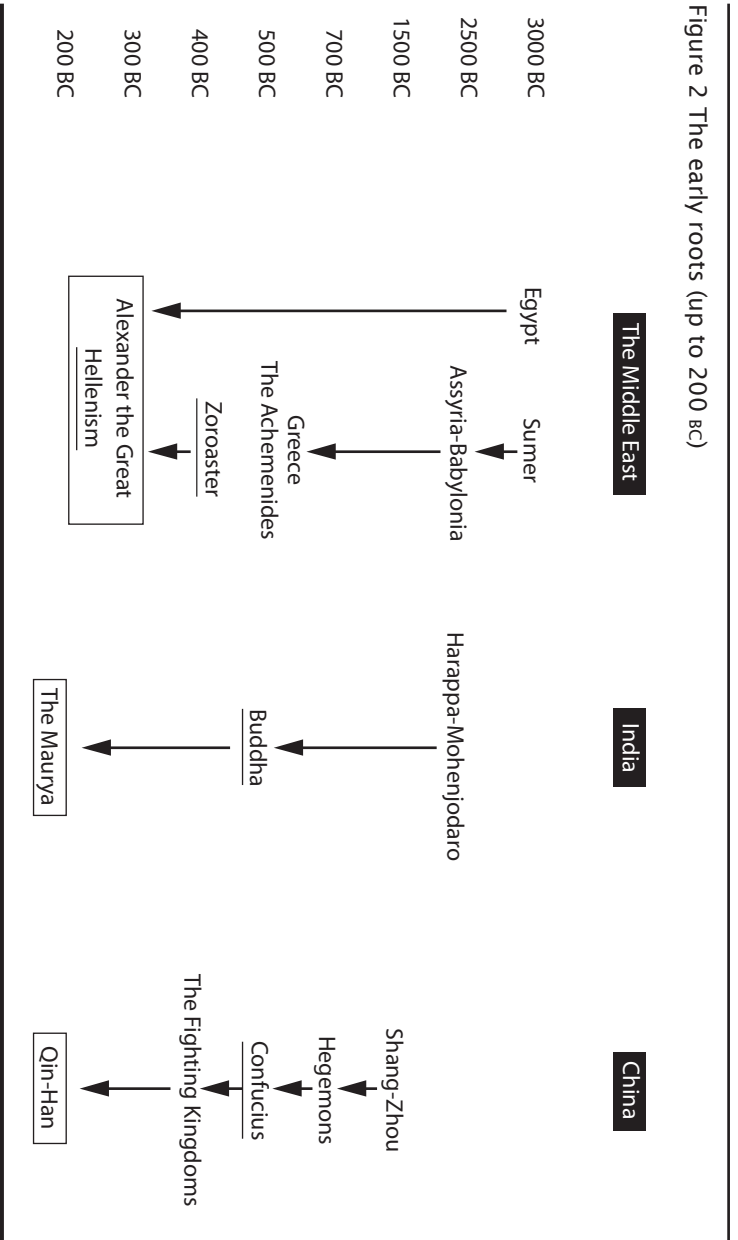 Figure 2 The early roots (up to 200 BC)
The Middle East
India
China
3000 BC
Egypt
Sumer
2500 BC
Assyria-Babylonia
Harappa-Mohenjodaro
1500 BC
Shang-Zhou
700 BC
Hegemons
500 BC
Greece
The Achemenides
Buddha
Confucius
400 BC
Zoroaster
The Fighting Kingdoms
300 BC
Alexander the Great
Hellenism
200 BC
The Maurya
Qin-Han